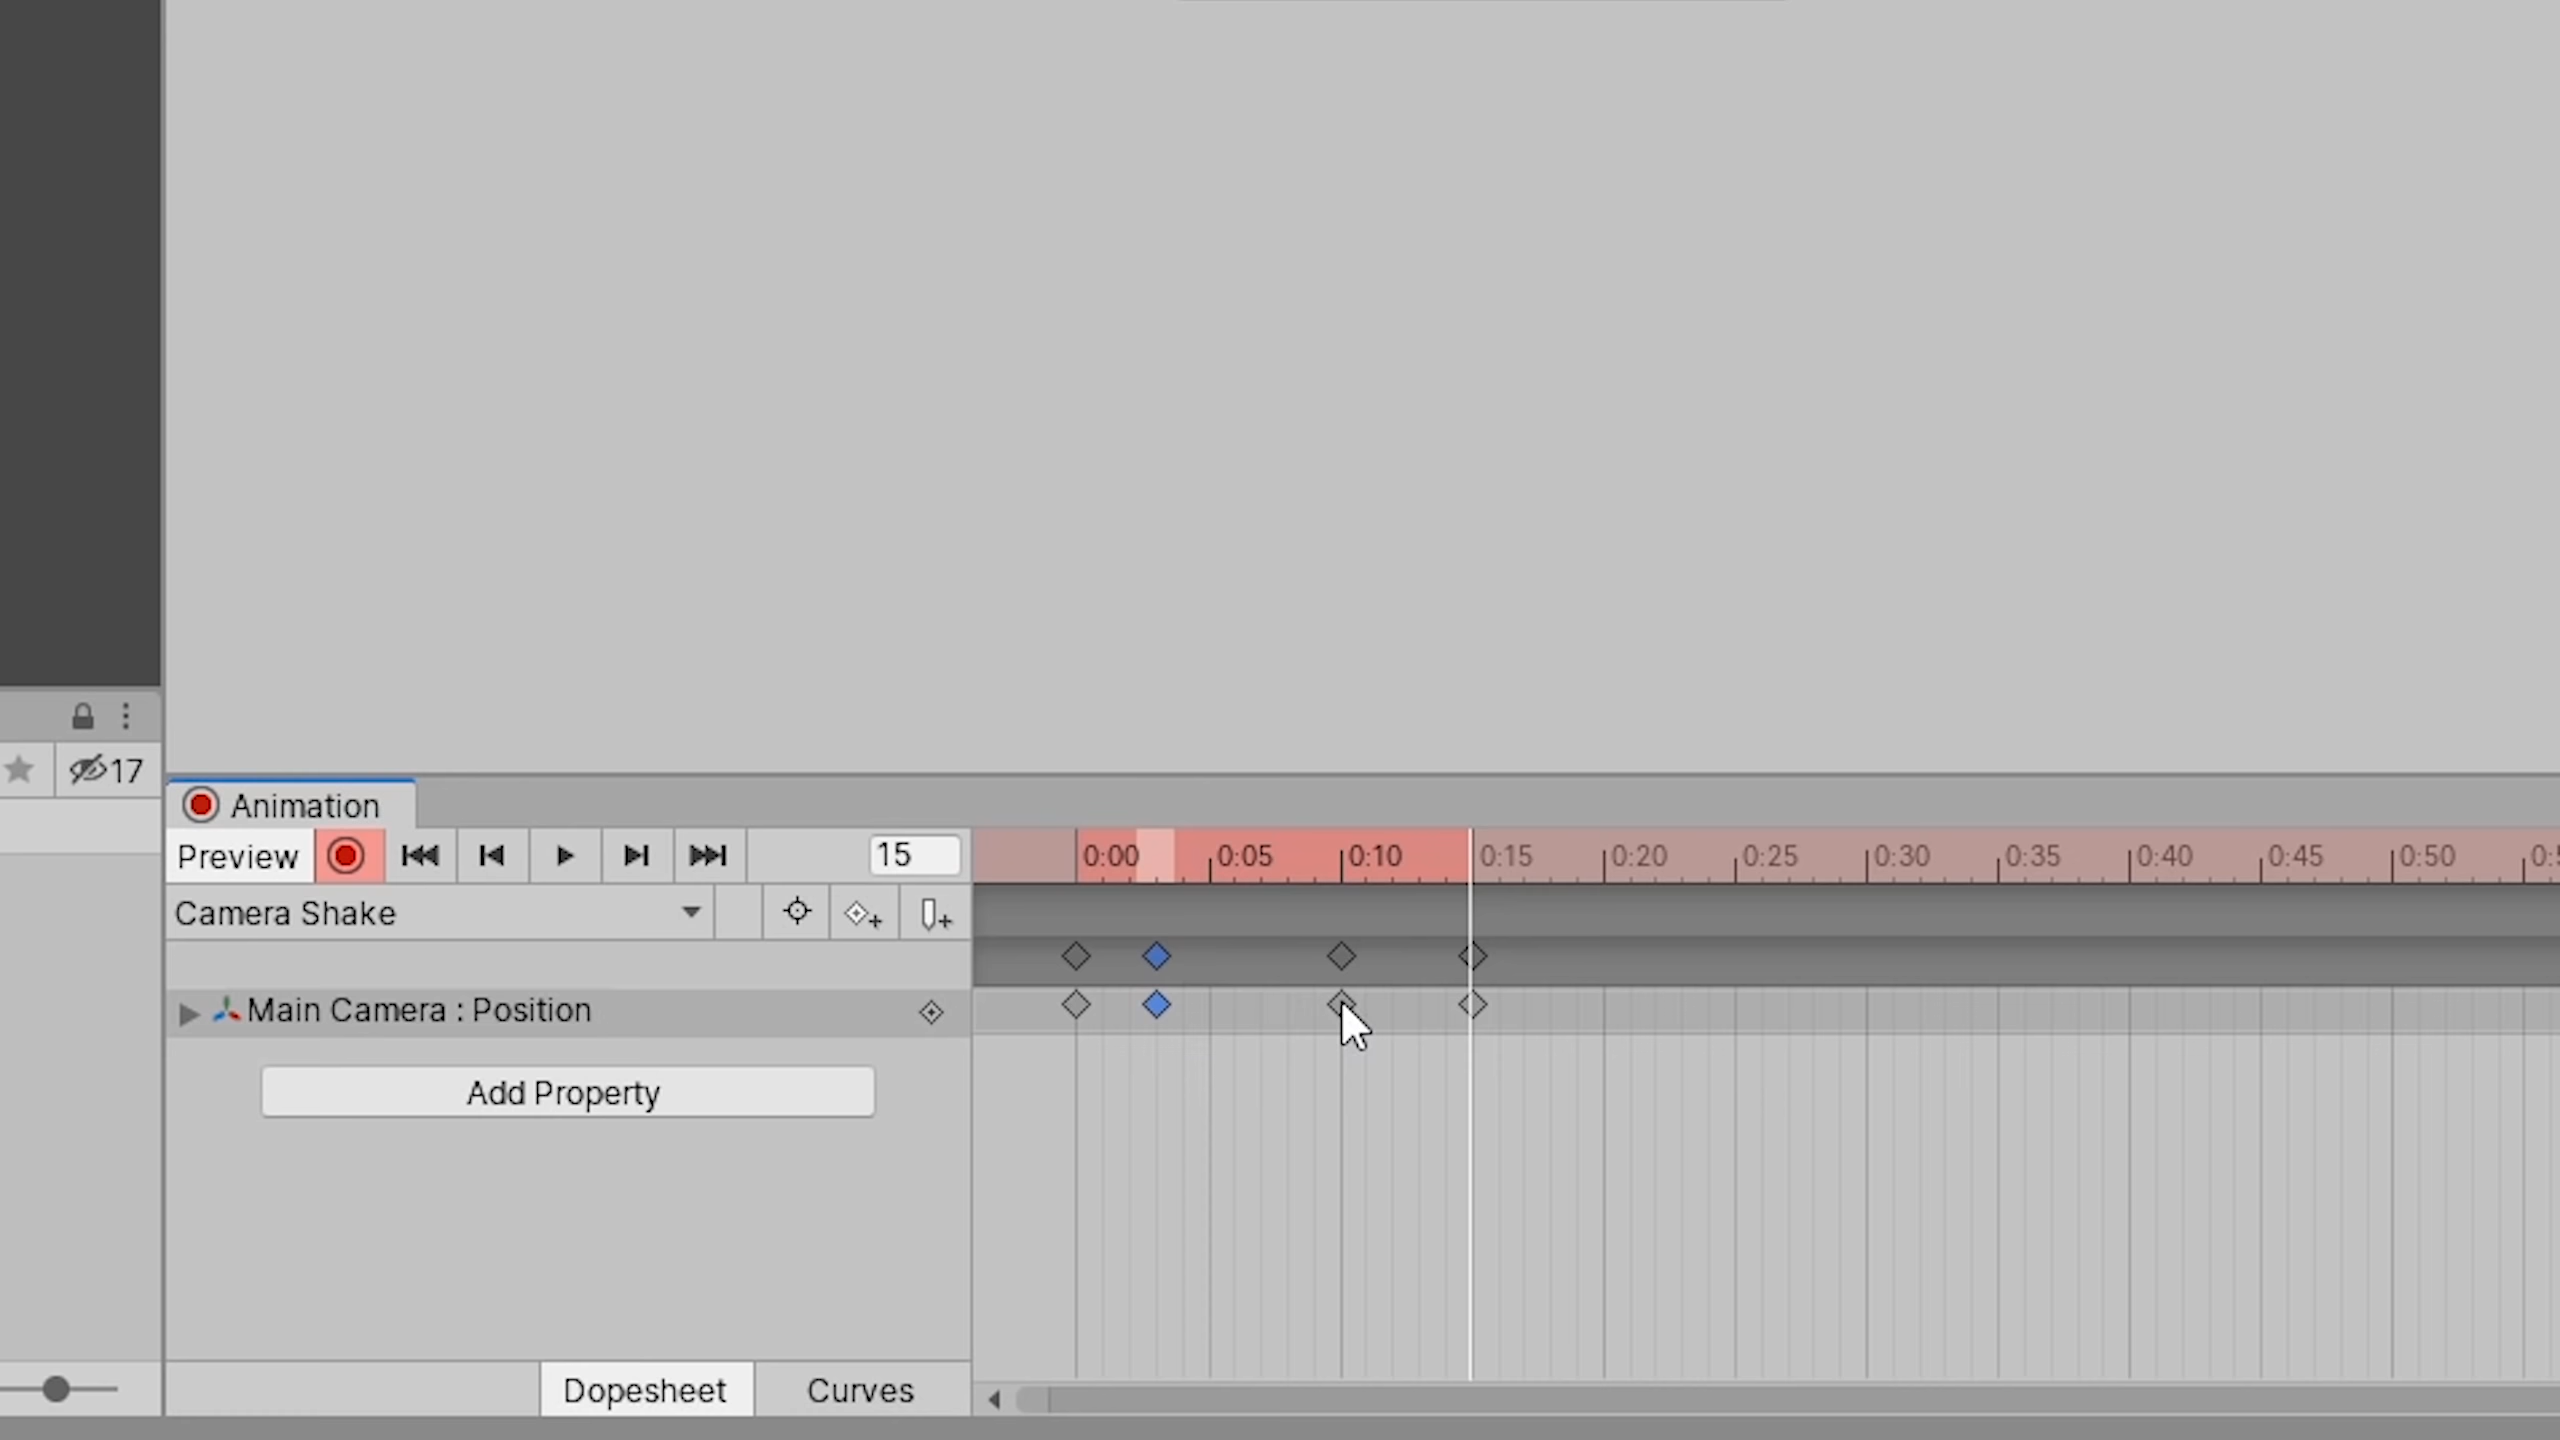 17
Animation
Preview 15 0:00 0:05 0:10 0:15 0:20 0:25 0:30 0:35 0:40 0:45 0:50
Camera Shake
Main Camera : Position
Add Property
Dopesheet Curves